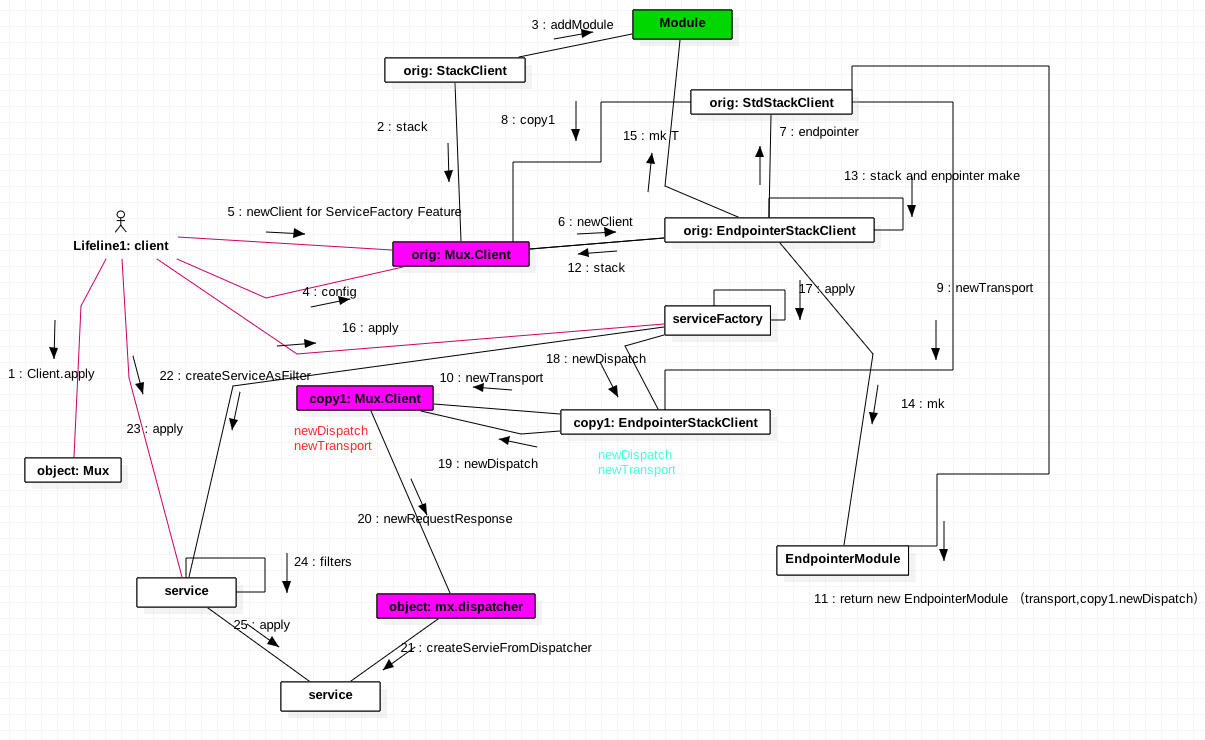 3 : addModule
Module
orig: StackClient
orig: StdStackClient
2 : stack
8 : copy1
15 : mk T
7 : endpointer
13 : stack and enpointer make
5 : newClient for ServiceFactory Feature
6 : newClient
orig: EndpointerStackClient
Lifeline1: client
orig: Mux.Client
12 : stack
4 : config
17 : apply
9 : newTransport
16 : apply
serviceFactory
18 : newDispatch
1 : Client.apply
22 : createServiceAsFilter
10 : newTransport
copy1: Mux.Client
14 : mk
copy1: EndpointerStackClient
23 : apply
newDispatch
newTransport
newDispatch
newTransport
19 : newDispatch
object: Mux
20 : newRequestResponse
24 : filters
EndpointerModule
service
object: mx.dispatcher
11 : return new EndpointerModule （transport,copy1.newDispatch）
25 : apply
21 : createServieFromDispatcher
service